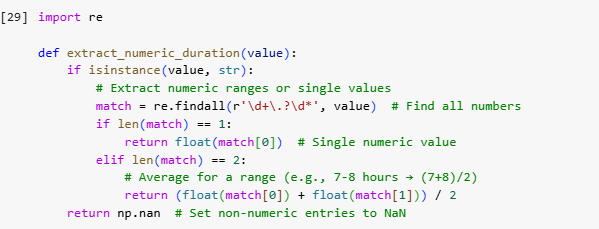 [29] import re
def extract_numeric_duration(value):
if isinstance(value, str):
# Extract numeric ranges or single values
match = re.findall(r'\d+\.?\d*', value)  # Find all numbers
if len(match) == 1:
return float(match[0])  # Single numeric value
elif len(match) == 2:
# Average for a range (e.g., 7-8 hours → (7+8)/2)
return (float(match[0]) + float(match[1])) / 2
return np.nan  # Set non-numeric entries to NaN